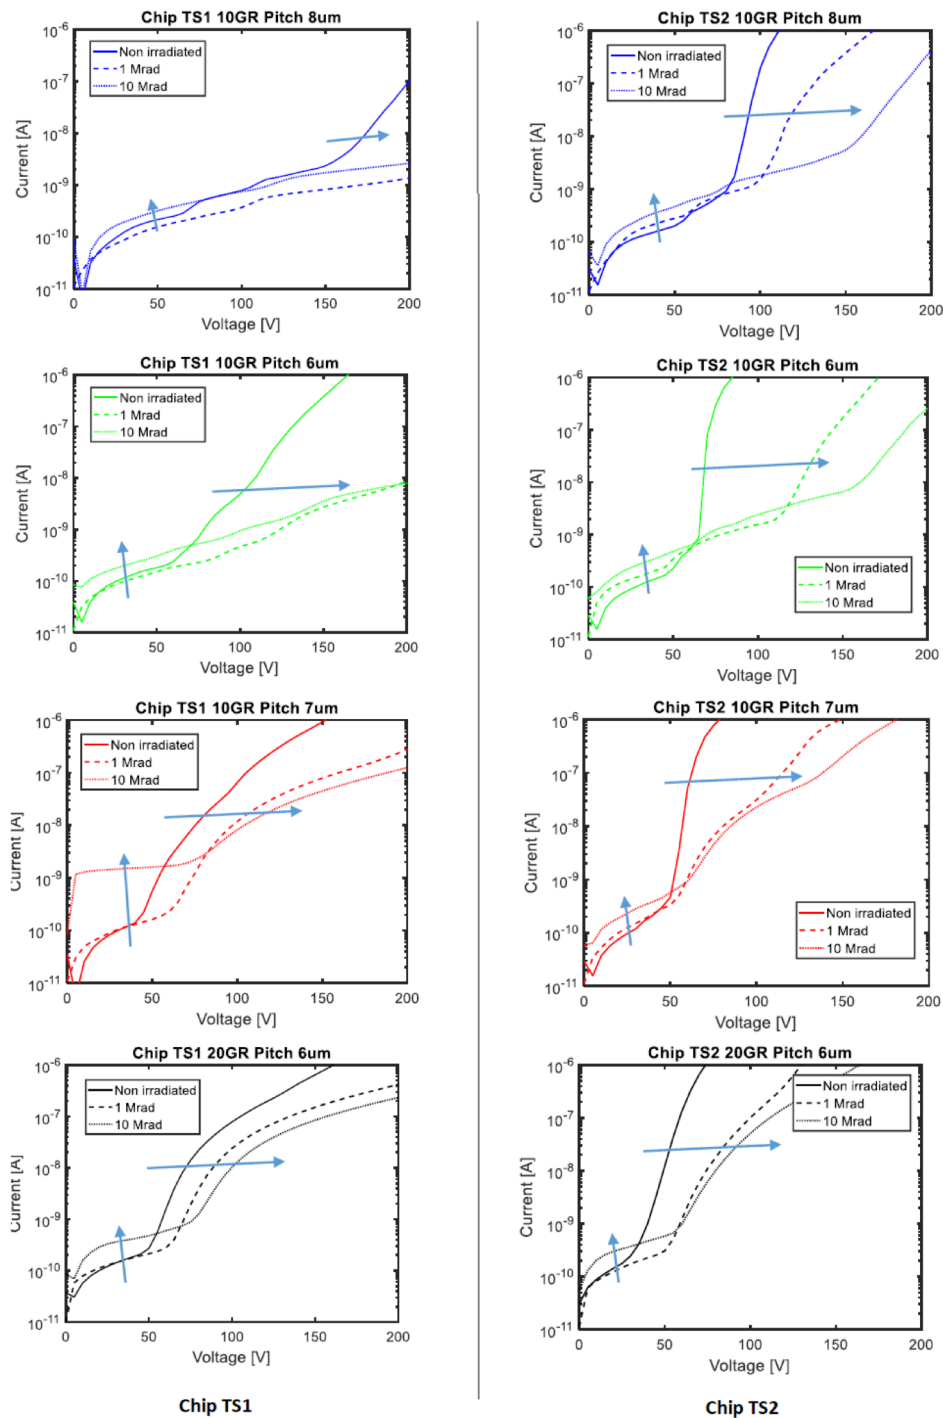 Chip TS1 10GR Pitch 8um
Non irradiated
1 Mrad
10 Mrad
Current [A]
10-6
10-7
10-8
10-9
10-10
10-11
0 50 100 150 200
Voltage [V]
Chip TS2 10GR Pitch 8um
Non irradiated
1 Mrad
10 Mrad
Current [A]
10-6
10-7
10-8
10-9
10-10
10-11
0 50 100 150 200
Voltage [V]
Chip TS1 10GR Pitch 6um
Non irradiated
1 Mrad
10 Mrad
Current [A]
10-6
10-7
10-8
10-9
10-10
10-11
0 50 100 150 200
Voltage [V]
Chip TS2 10GR Pitch 6um
Non irradiated
1 Mrad
10 Mrad
Current [A]
10-6
10-7
10-8
10-9
10-10
10-11
0 50 100 150 200
Voltage [V]
Chip TS1 10GR Pitch 7um
Non irradiated
1 Mrad
10 Mrad
Current [A]
10-6
10-7
10-8
10-9
10-10
10-11
0 50 100 150 200
Voltage [V]
Chip TS2 10GR Pitch 7um
Non irradiated
1 Mrad
10 Mrad
Current [A]
10-6
10-7
10-8
10-9
10-10
10-11
0 50 100 150 200
Voltage [V]
Chip TS1 20GR Pitch 6um
Non irradiated
1 Mrad
10 Mrad
Current [A]
10-6
10-7
10-8
10-9
10-10
10-11
0 50 100 150 200
Voltage [V]
Chip TS2 20GR Pitch 6um
Non irradiated
1 Mrad
10 Mrad
Current [A]
10-6
10-7
10-8
10-9
10-10
10-11
0 50 100 150 200
Voltage [V]
Chip TS1
Chip TS2